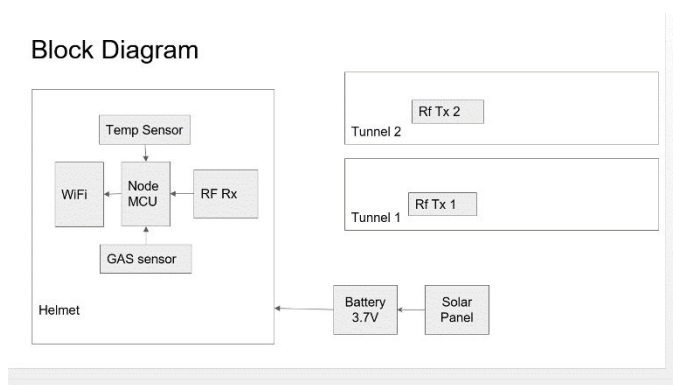 Block Diagram
Rf Tx 2
Tunnel 2
Temp Sensor
WiFi
Node
MCU
RF Rx
Rf Tx 1
Tunnel 1
GAS sensor
Helmet
Battery
3.7V
Solar
Panel